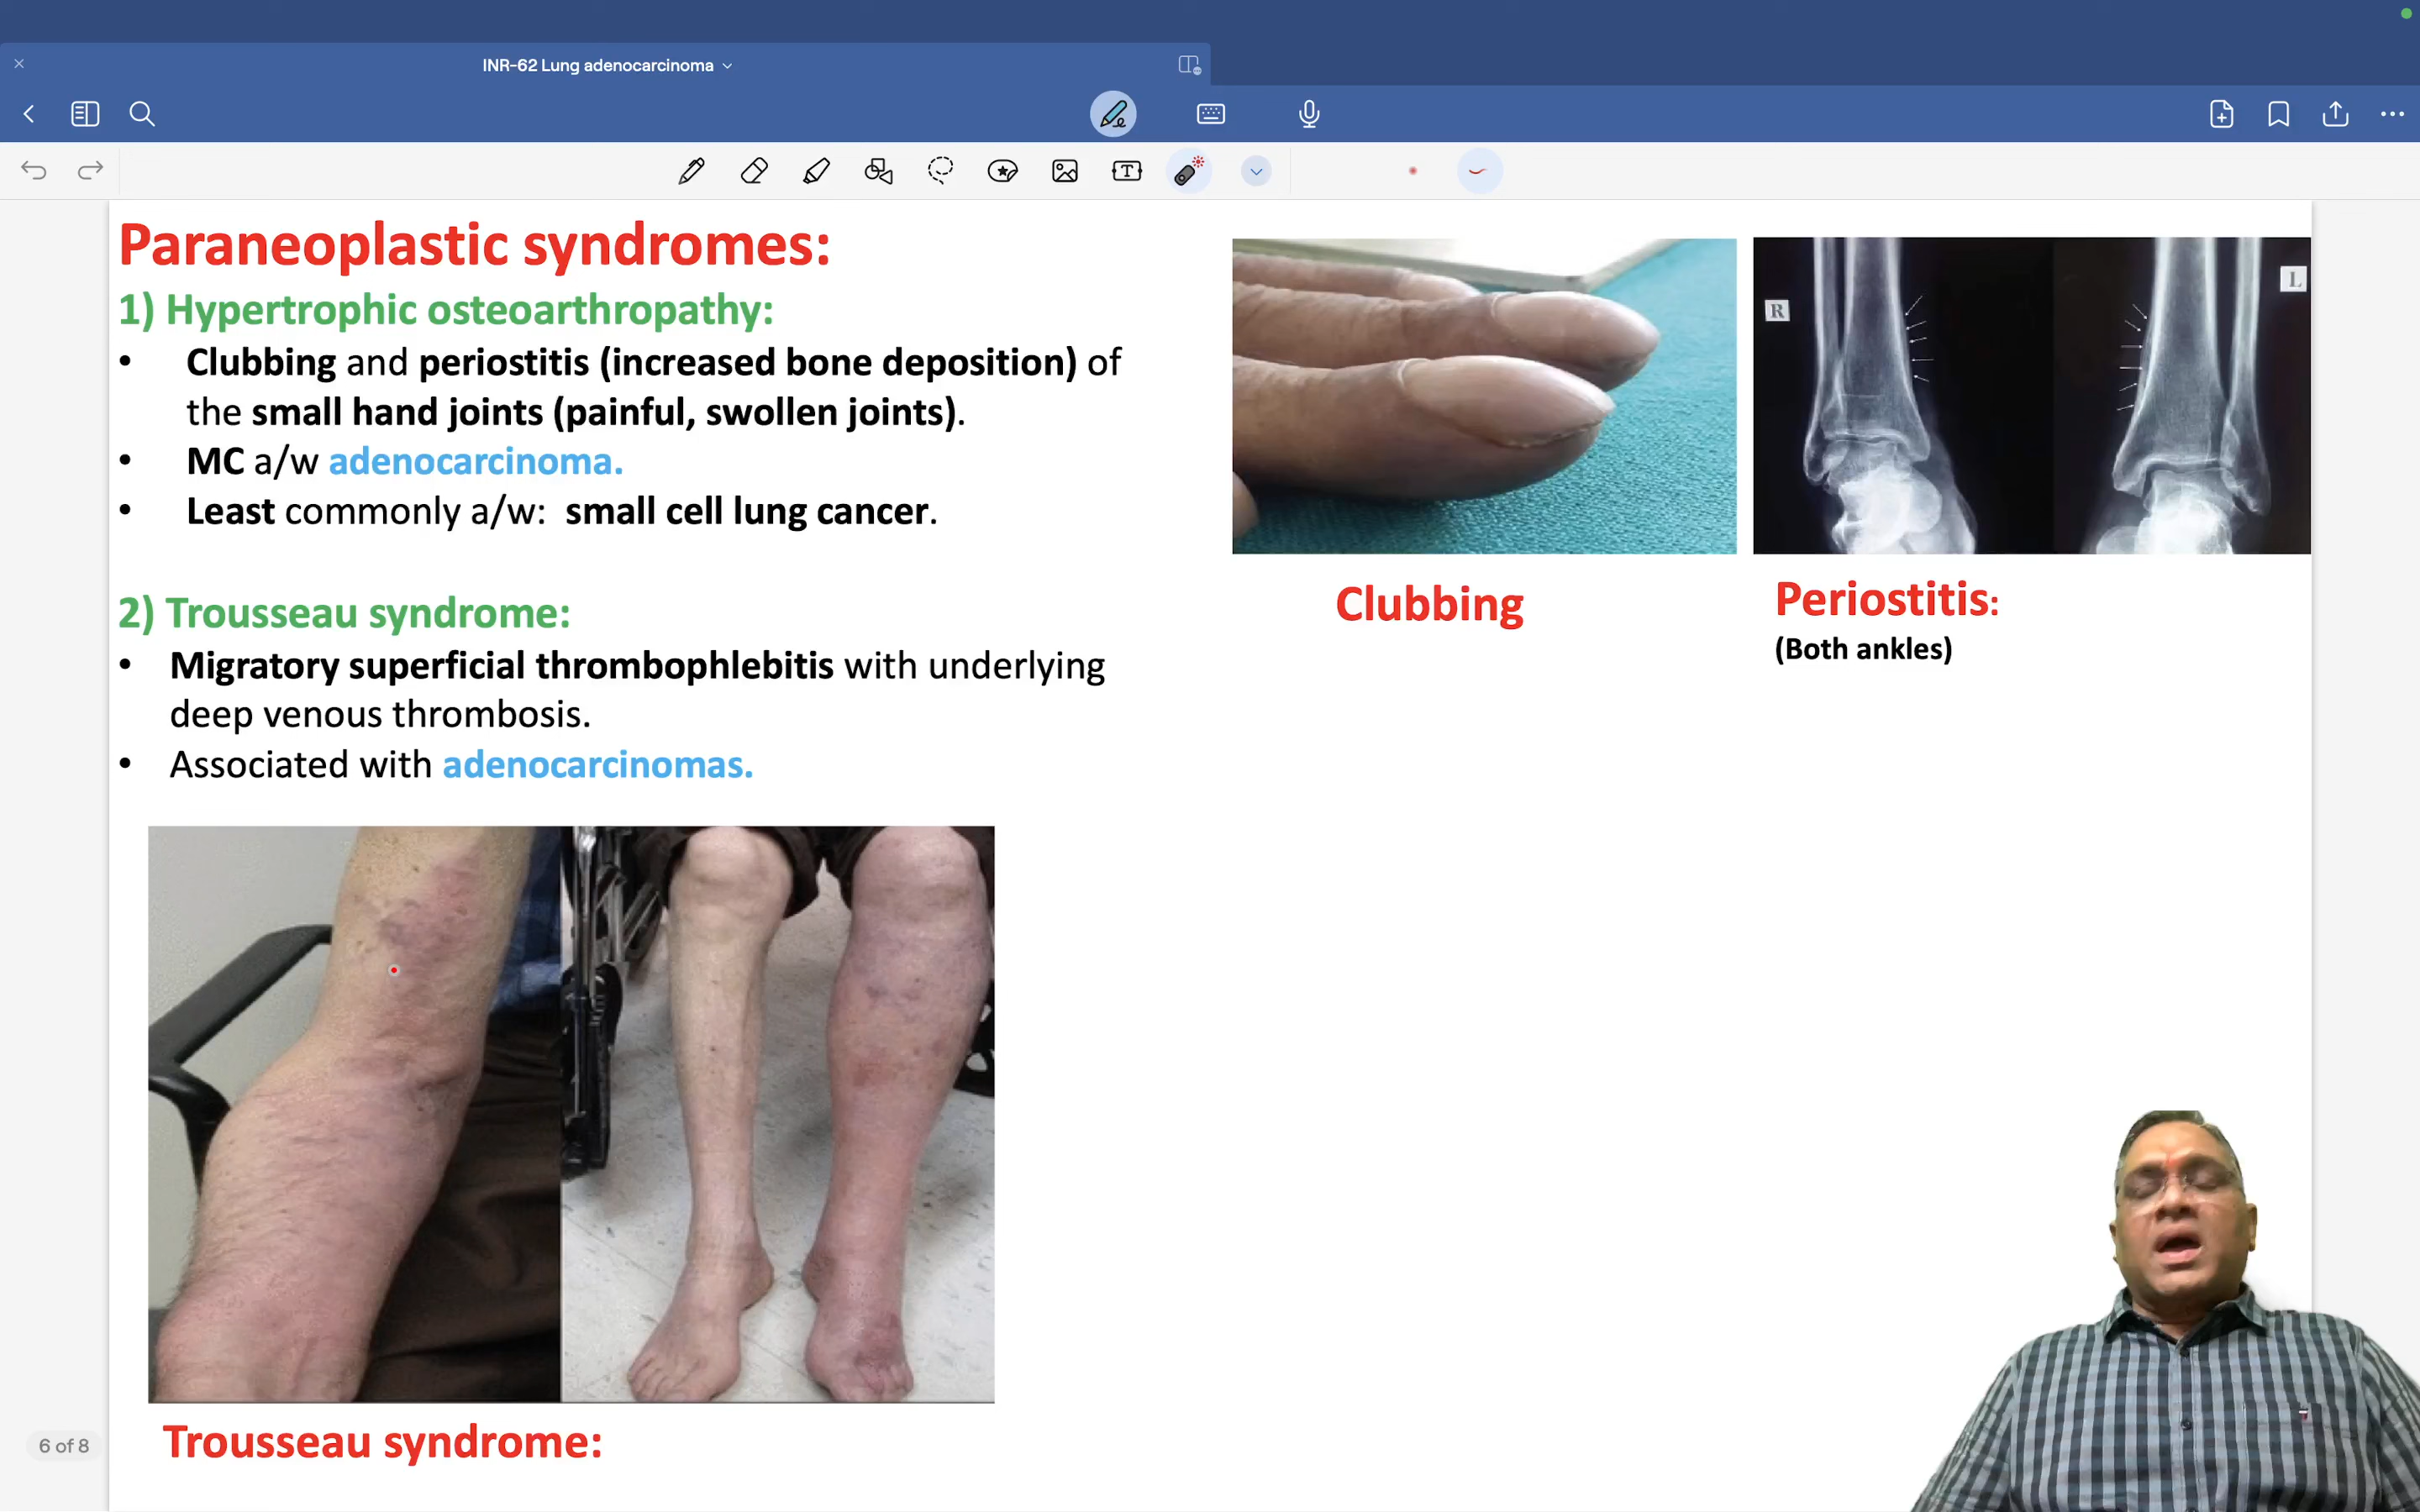 INR-62 Lung adenocarcinoma
Paraneoplastic syndromes:
1) Hypertrophic osteoarthropathy:
• Clubbing and periostitis (increased bone deposition) of
the small hand joints (painful, swollen joints).
• MC a/w adenocarcinoma.
• Least commonly a/w: small cell lung cancer.
2) Trousseau syndrome:
• Migratory superficial thrombophlebitis with underlying
deep venous thrombosis.
• Associated with adenocarcinomas.
Trousseau syndrome:
R
L
Clubbing
Periostitis:
(Both ankles)
6 of 8